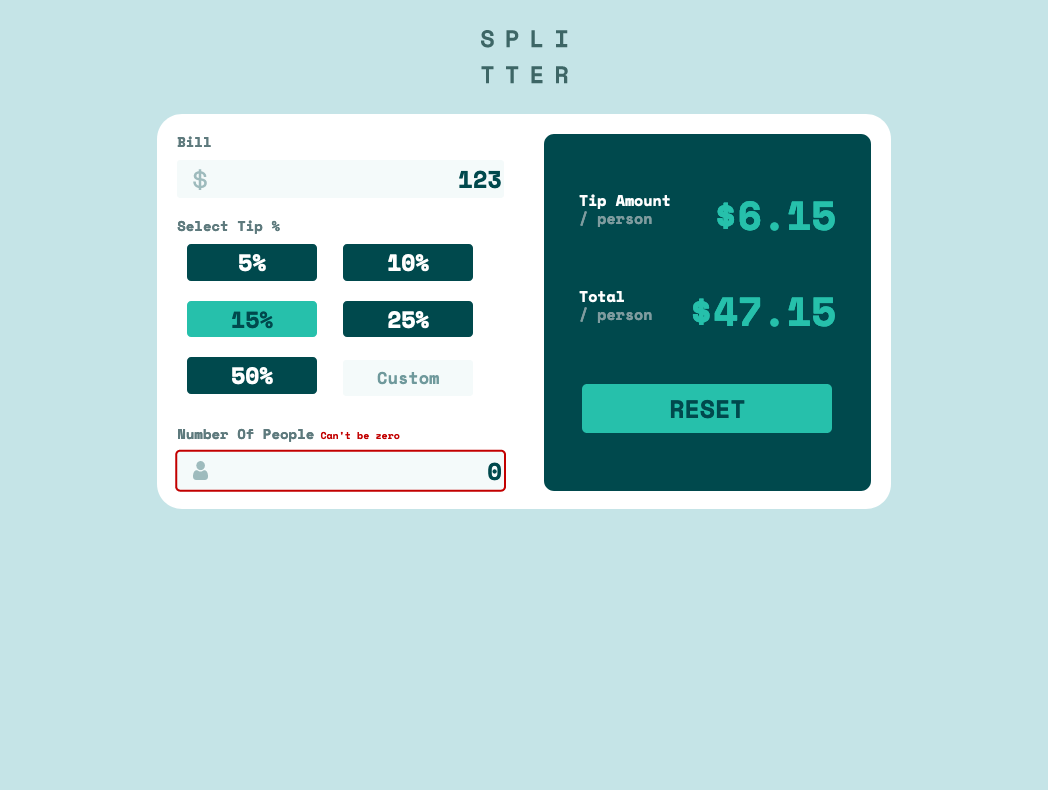 SPLI
TTER
Bill
$ 123
Select Tip %
5% 10%
15% 25%
50% Custom
Number Of People Can't be zero
0
Tip Amount
/ person
$6.15
Total
/ person
$47.15
RESET